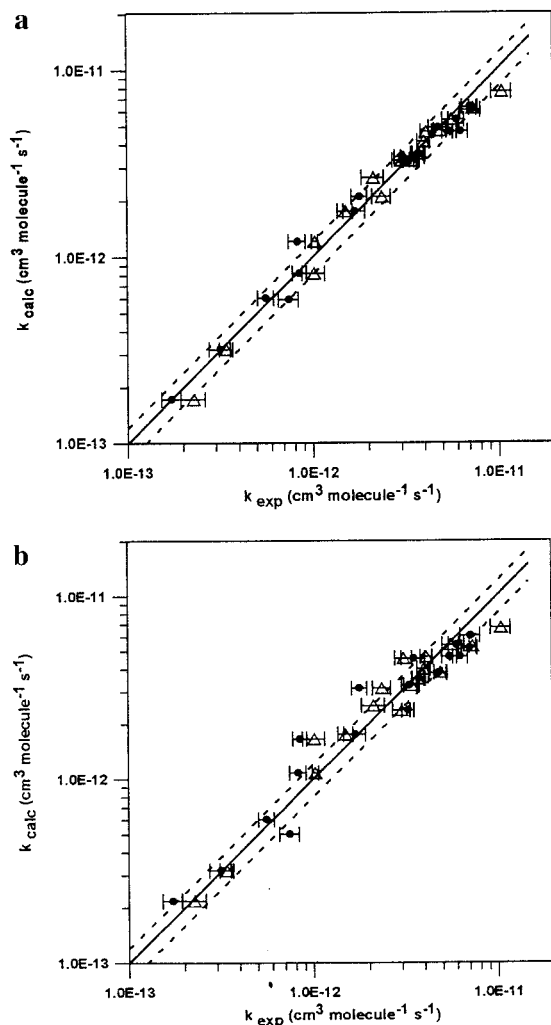 a
1.0E-11
1.0E-12
1.0E-13
k calc (cm³ molecule⁻¹ s⁻¹)
1.0E-13 1.0E-12 1.0E-11
k exp (cm³ molecule⁻¹ s⁻¹)
b
1.0E-11
1.0E-12
1.0E-13
k calc (cm³ molecule⁻¹ s⁻¹)
1.0E-13 1.0E-12 1.0E-11
k exp (cm³ molecule⁻¹ s⁻¹)